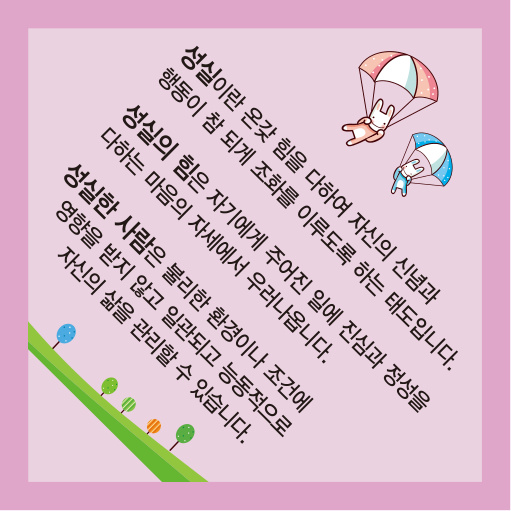 성실이란 온갖 힘을 다하여 자신의 신념과
행동이 참 되게 조화를 이루도록 하는 태도입니다.
성실의 힘은 자기에게 주어진 일에 진심과 정성을
다하는 마음의 자세에서 우러나옵니다.
성실한 사람은 불리한 환경이나 조건에
영향을 받지 않고 일관되고 능동적으로
자신의 삶을 관리할 수 있습니다.